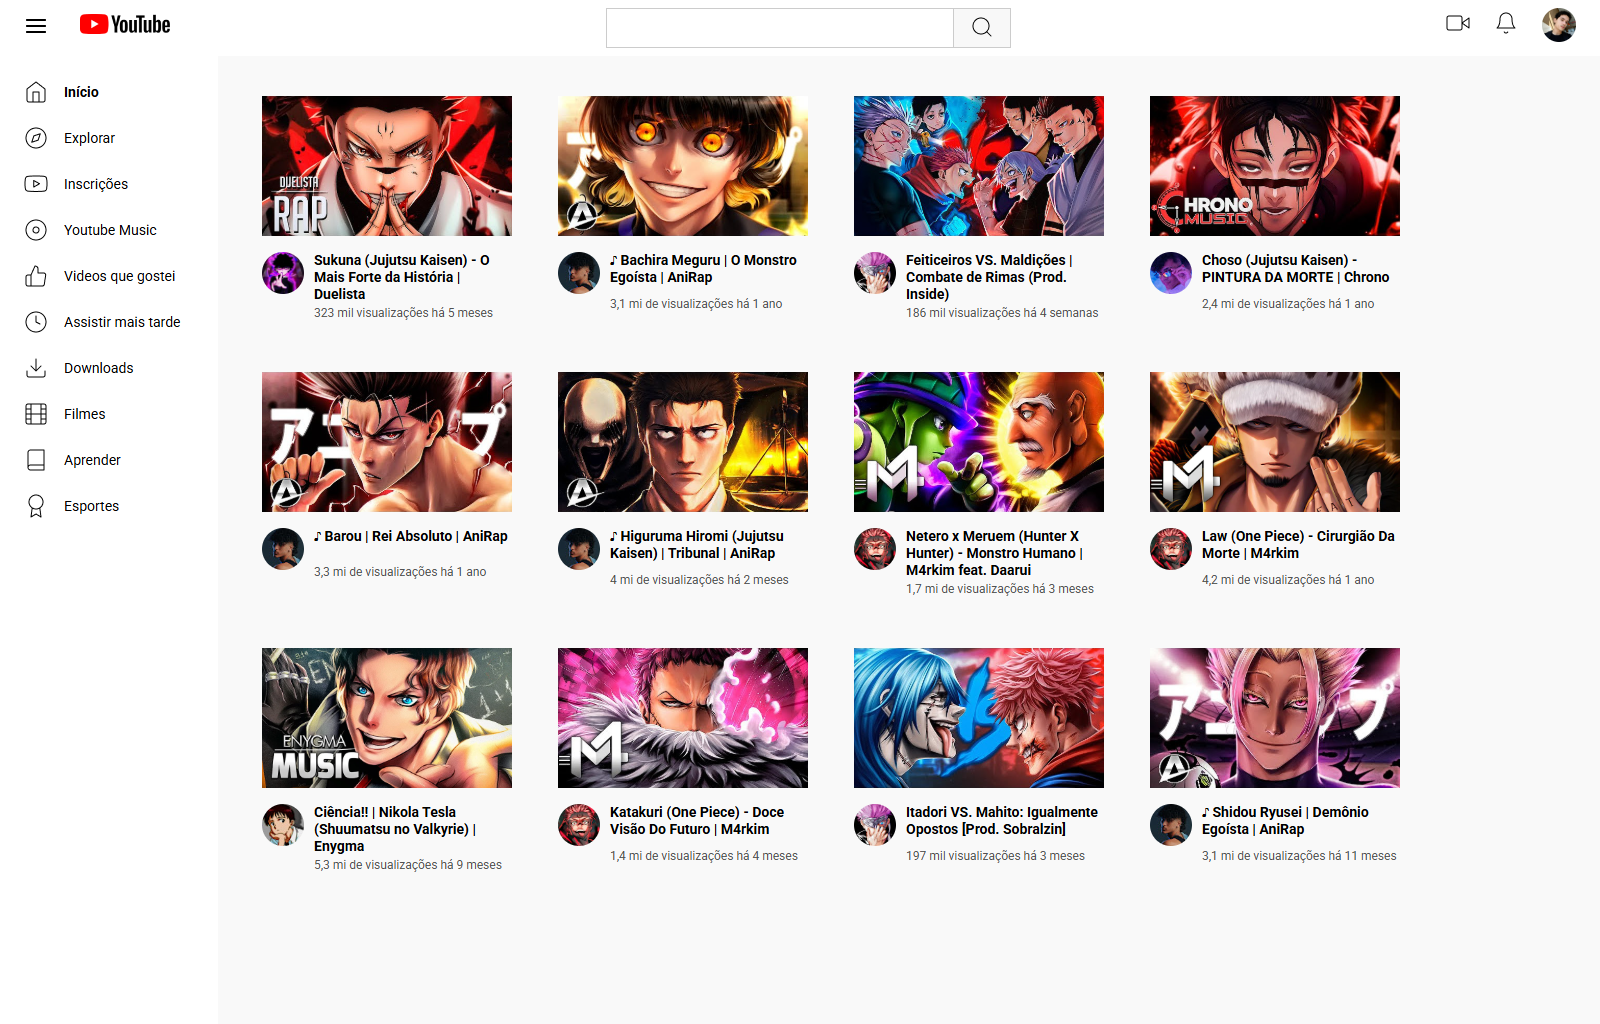 YouTube
Início
Explorar
Inscrições
Youtube Music
Videos que gostei
Assistir mais tarde
Downloads
Filmes
Aprender
Esportes
DUELISTA
RAP
CHRONO
MUSIC
Sukuna (Jujutsu Kaisen) - O
Mais Forte da História |
Duelista
323 mil visualizações há 5 meses
♪ Bachira Meguru | O Monstro
Egoísta | AniRap
3,1 mi de visualizações há 1 ano
Feiticeiros VS. Maldições |
Combate de Rimas (Prod.
Inside)
186 mil visualizações há 4 semanas
Choso (Jujutsu Kaisen) -
PINTURA DA MORTE | Chrono
2,4 mi de visualizações há 1 ano
♪ Barou | Rei Absoluto | AniRap
3,3 mi de visualizações há 1 ano
♪ Higuruma Hiromi (Jujutsu
Kaisen) | Tribunal | AniRap
4 mi de visualizações há 2 meses
Netero x Meruem (Hunter X
Hunter) - Monstro Humano |
M4rkim feat. Daarui
1,7 mi de visualizações há 3 meses
Law (One Piece) - Cirurgião Da
Morte | M4rkim
4,2 mi de visualizações há 1 ano
ENYGMA
MUSIC
Ciência!! | Nikola Tesla
(Shuumatsu no Valkyrie) |
Enygma
5,3 mi de visualizações há 9 meses
Katakuri (One Piece) - Doce
Visão Do Futuro | M4rkim
1,4 mi de visualizações há 4 meses
Itadori VS. Mahito: Igualmente
Opostos [Prod. Sobralzin]
197 mil visualizações há 3 meses
♪ Shidou Ryusei | Demônio
Egoísta | AniRap
3,1 mi de visualizações há 11 meses